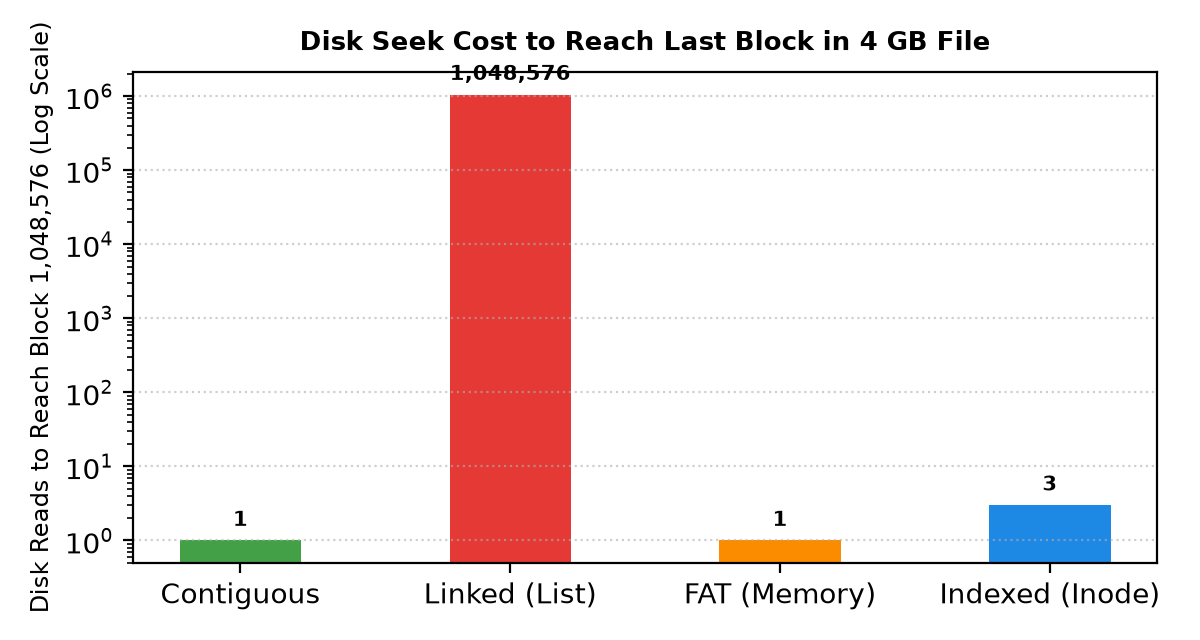 Disk Seek Cost to Reach Last Block in 4 GB File
Disk Reads to Reach Block 1,048,576 (Log Scale)
10⁶
10⁵
10⁴
10³
10²
10¹
10⁰
1
1,048,576
1
3
Contiguous
Linked (List)
FAT (Memory)
Indexed (Inode)